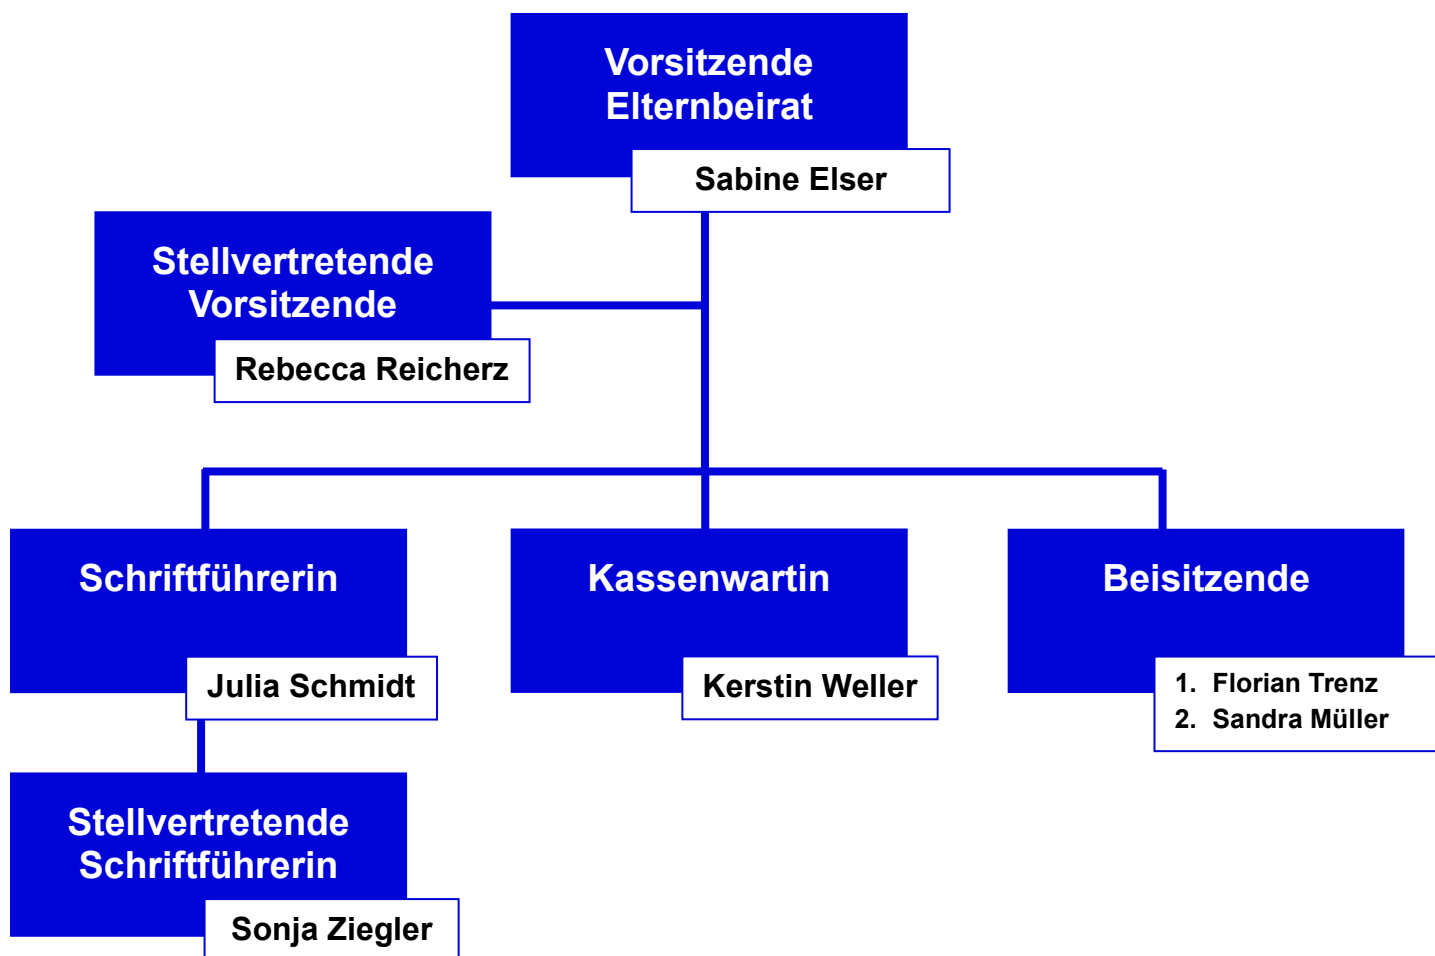 Vorsitzende
Elternbeirat
Sabine Elser
Stellvertretende
Vorsitzende
Rebecca Reicherz
Schriftführerin
Julia Schmidt
Kassenwartin
Kerstin Weller
Beisitzende
1. Florian Trenz
2. Sandra Müller
Stellvertretende
Schriftführerin
Sonja Ziegler